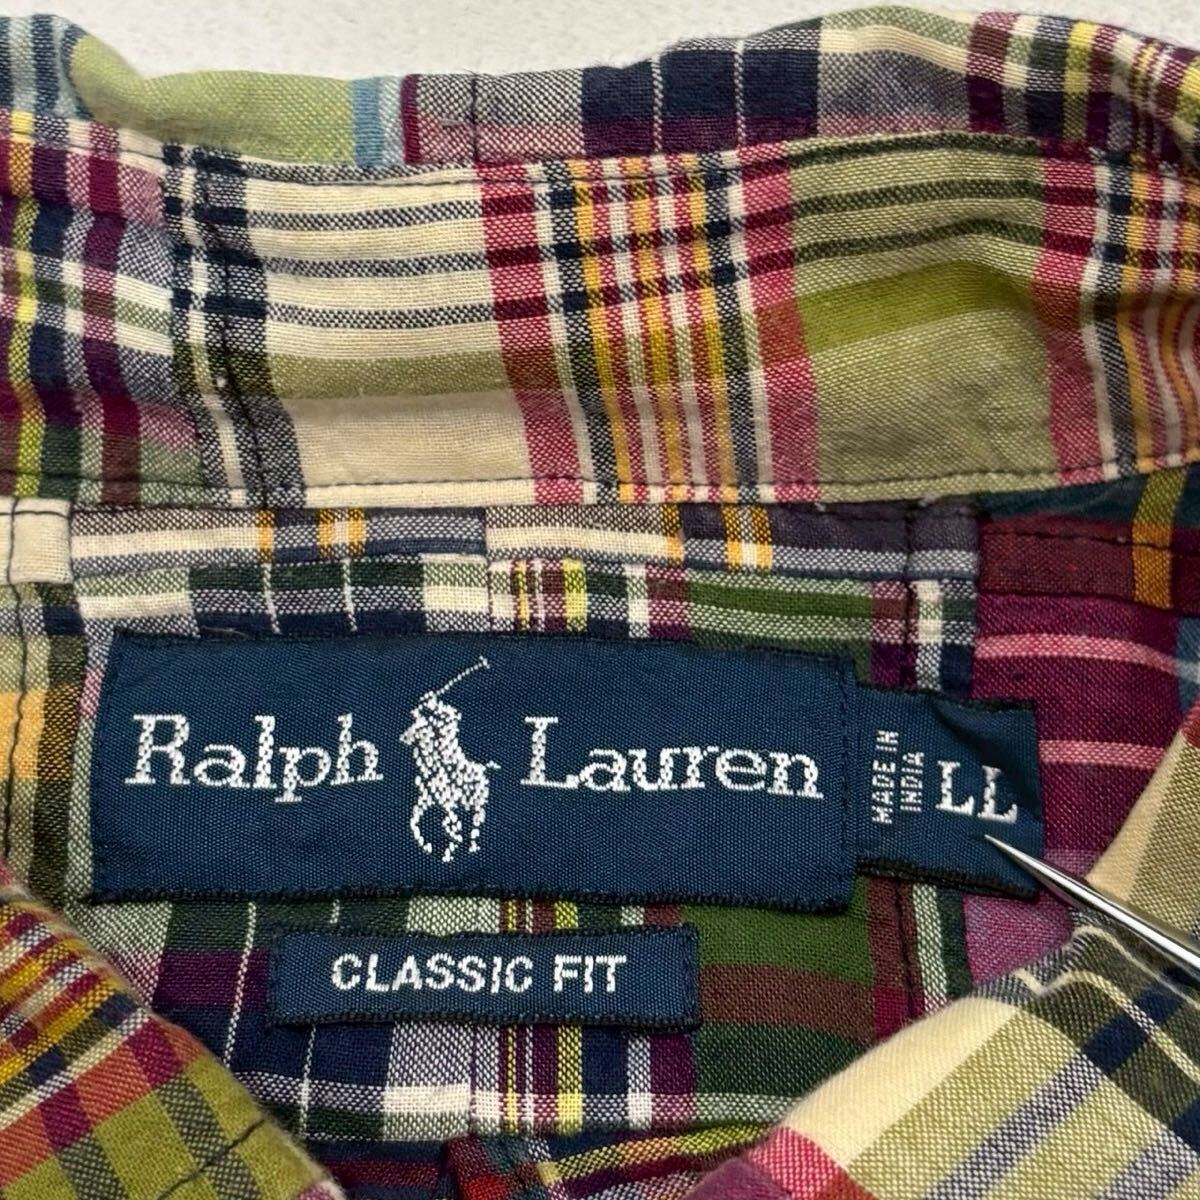 Ralph Lauren
MADE IN
INDIA
LL
CLASSIC FIT